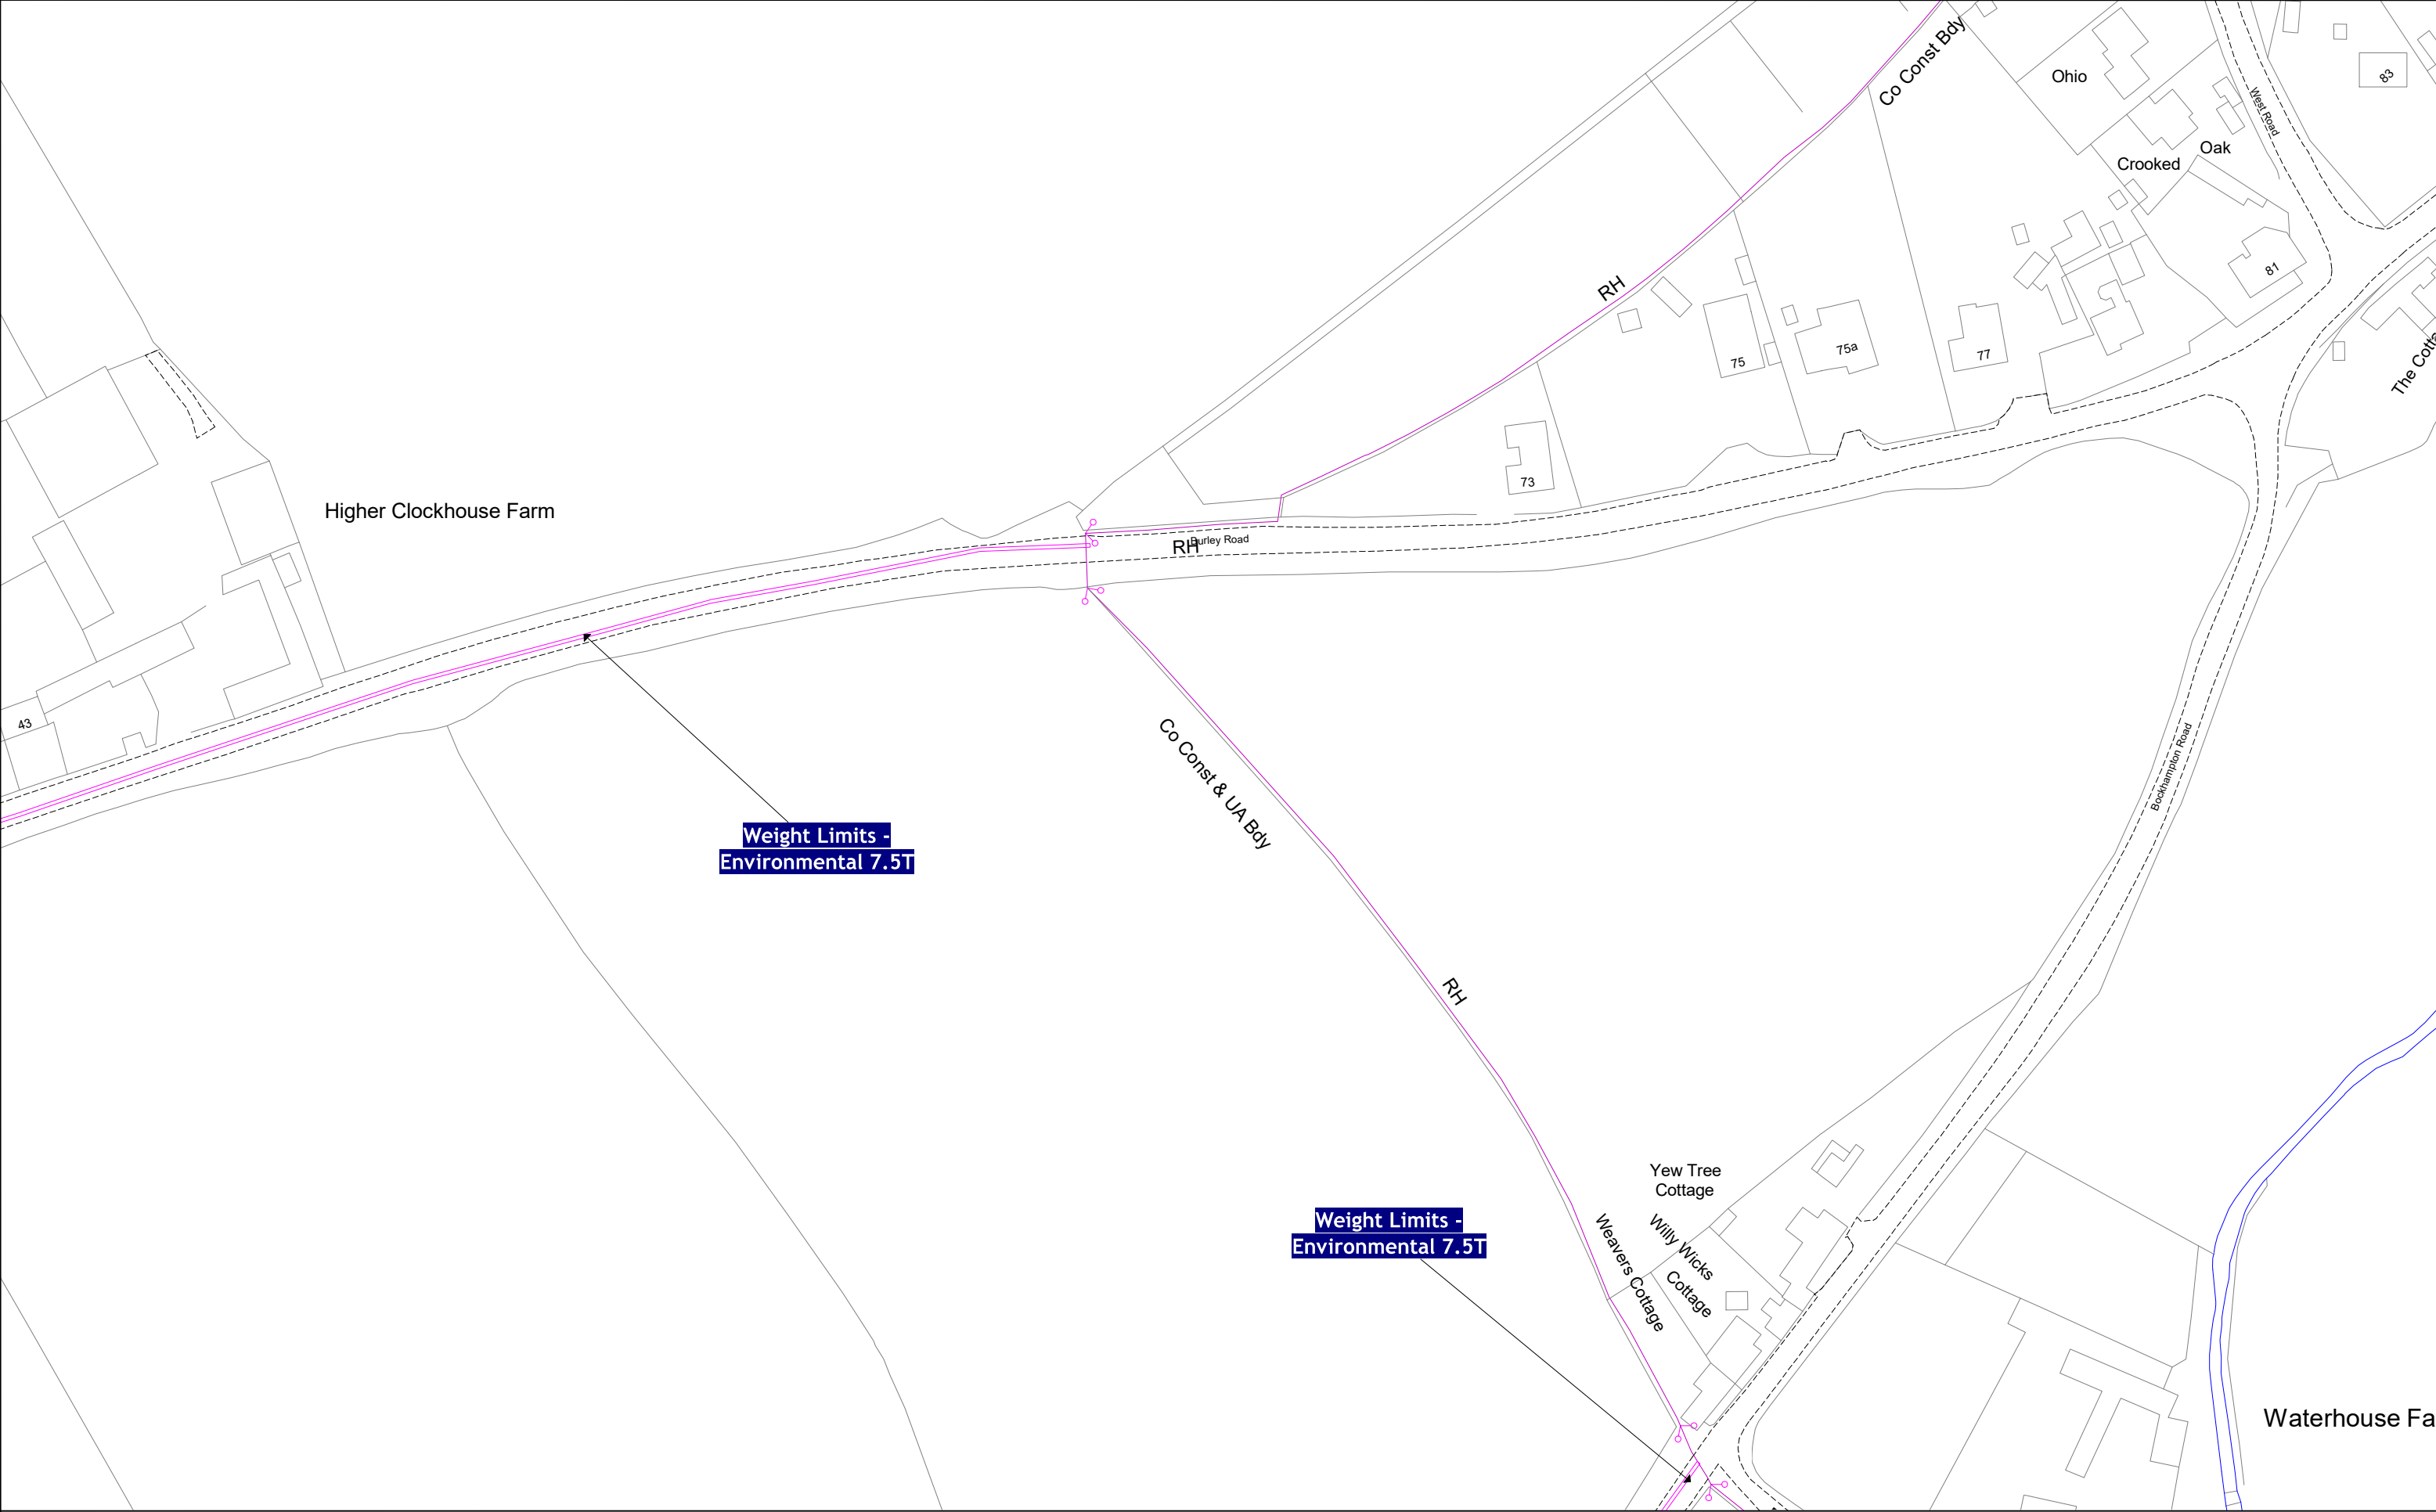 Co Const Bdy
Ohio
83
West Road
Oak
Crooked
81
RH
75
75a
77
73
Higher Clockhouse Farm
RH
Burley Road
43
Co Const & UA Bdy
Bockhampton Road
Weight Limits -
Environmental 7.5T
RH
Yew Tree
Cottage
Weight Limits -
Environmental 7.5T
Weavers Cottage
Willy Wicks
Cottage
Waterhouse Fa